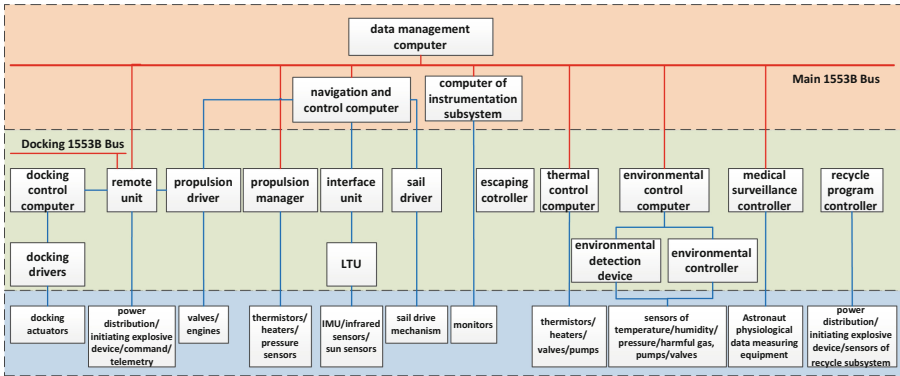 data management
computer
Main 1553B Bus
navigation and
control computer
computer of
instrumentation
subsystem
Docking 1553B Bus
docking
control
computer
remote
unit
propulsion
driver
propulsion
manager
interface
unit
sail
driver
escaping
cotroller
thermal
control
computer
environmental
control
computer
medical
surveillance
controller
recycle
program
controller
docking
drivers
LTU
environmental
detection
device
environmental
controller
docking
actuators
power
distribution/
initiating explosive
device/command/
telemetry
valves/
engines
thermistors/
heaters/
pressure
sensors
IMU/infrared
sensors/
sun sensors
sail drive
mechanism
monitors
thermistors/
heaters/
valves/pumps
sensors of
temperature/humidity/
pressure/harmful gas,
pumps/valves
Astronaut
physiological
data measuring
equipment
power
distribution/
initiating explosive
device/sensors of
recycle subsystem